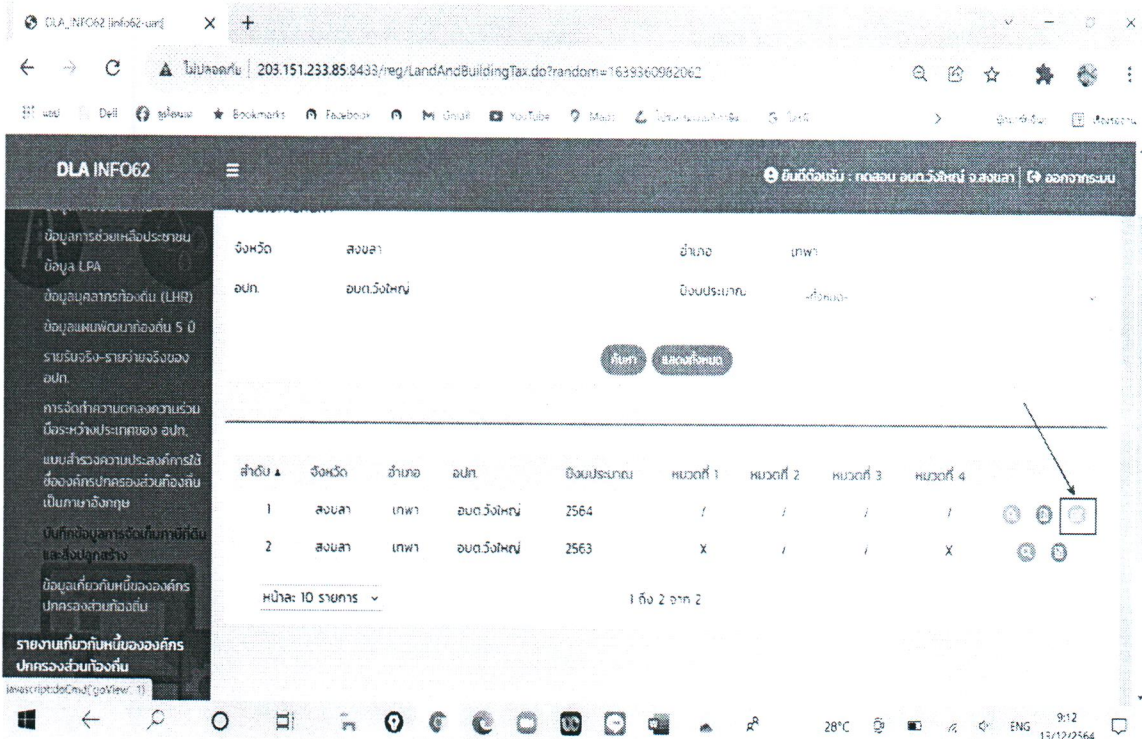 DLA_INFO62 [info62-uat]
ไม่ปลอดภัย 203.151.233.85:8433/reg/LandAndBuildingTax.do?random=1639360982062
แอป Dell Bookmarks Facebook YouTube Maps
DLA INFO62
ยินดีต้อนรับ : ทดสอบ อบต.วังใหญ่ จ.สงขลา ออกจากระบบ
ข้อมูลการช่วยเหลือประชาชน
ข้อมูล LPA
ข้อมูลบุคลากรท้องถิ่น (LHR)
ข้อมูลแผนพัฒนาท้องถิ่น 5 ปี
รายรับจริง-รายจ่ายจริงของ
อปท.
การจัดทำความตกลงความร่วม
มือระหว่างประเทศของ อปท.
แบบสำรวจความประสงค์การใช้
ชื่อองค์กรปกครองส่วนท้องถิ่น
เป็นภาษาอังกฤษ
บันทึกข้อมูลการจัดเก็บภาษีที่ดิน
และสิ่งปลูกสร้าง
ข้อมูลเกี่ยวกับหนี้ขององค์กร
ปกครองส่วนท้องถิ่น
รายงานเกี่ยวกับหนี้ขององค์กร
ปกครองส่วนท้องถิ่น
จังหวัด สงขลา อำเภอ เทพา
อปท. อบต.วังใหญ่ ปีงบประมาณ -ทั้งหมด-
ค้นหา แสดงทั้งหมด
ลำดับ จังหวัด อำเภอ อปท. ปีงบประมาณ หมวดที่ 1 หมวดที่ 2 หมวดที่ 3 หมวดที่ 4
1 สงขลา เทพา อบต.วังใหญ่ 2564 / / / /
2 สงขลา เทพา อบต.วังใหญ่ 2563 X / / X
หน้าละ 10 รายการ 1 ถึง 2 จาก 2
javascript:doCmd('goView', 1)
28°C ENG 9:12
13/12/2564